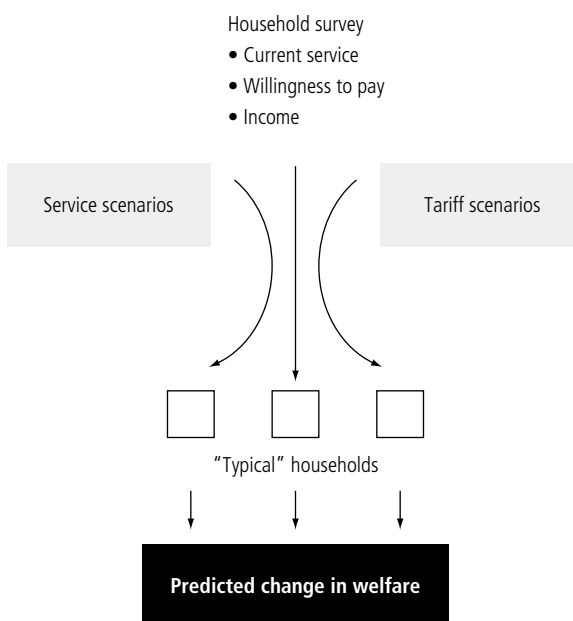 Household survey
• Current service
• Willingness to pay
• Income
Service scenarios
Tariff scenarios
“Typical” households
Predicted change in welfare